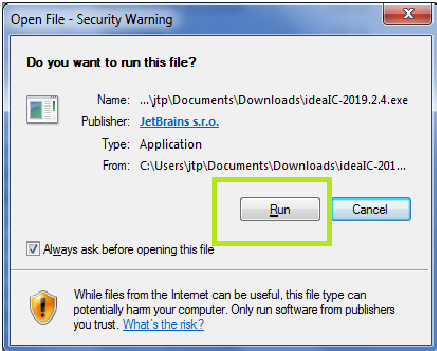 Open File - Security Warning
Do you want to run this file?
Name: ...\jtp\Documents\Downloads\ideaIC-2019.2.4.exe
Publisher: JetBrains s.r.o.
Type: Application
From: C:\Users\jtp\Documents\Downloads\ideaIC-201...
Run Cancel
Always ask before opening this file
While files from the Internet can be useful, this file type can
potentially harm your computer. Only run software from publishers
you trust. What's the risk?